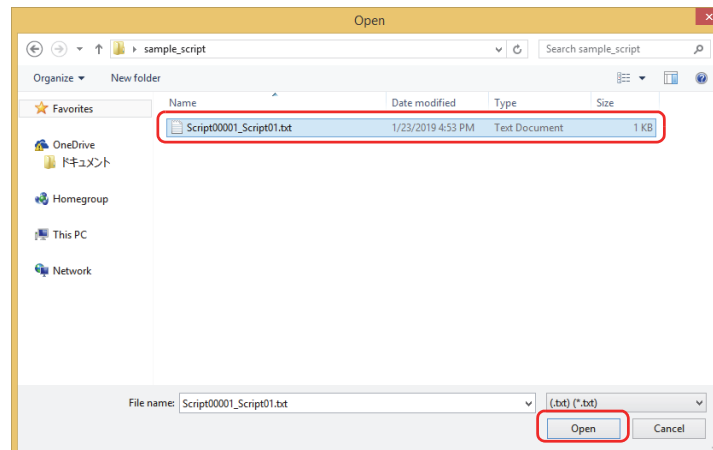 Open
sample_script
Search sample_script
Organize
New folder
Name
Date modified
Type
Size
Favorites
Script00001_Script01.txt
1/23/2019 4:53 PM
Text Document
1 KB
OneDrive
ドキュメント
Homegroup
This PC
Network
File name:
Script00001_Script01.txt
(.txt) (*.txt)
Open
Cancel